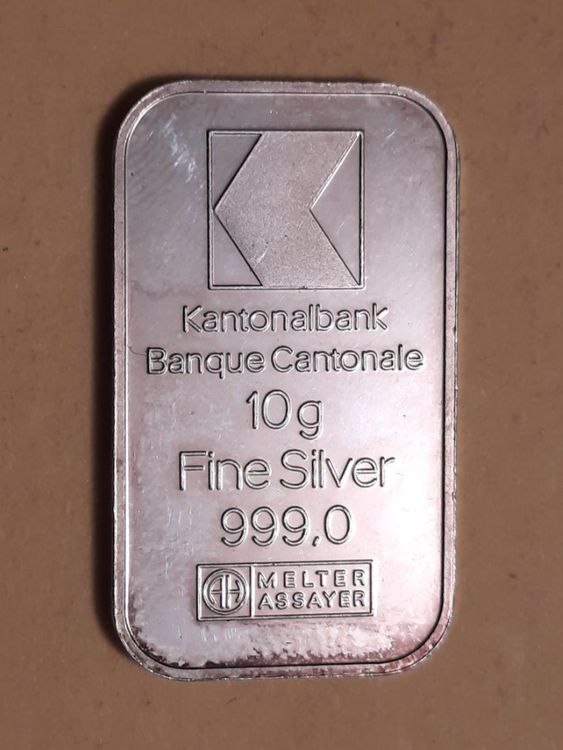 Kantonalbank
Banque Cantonale
10g
Fine Silver
999,0
MELTER
ASSAYER